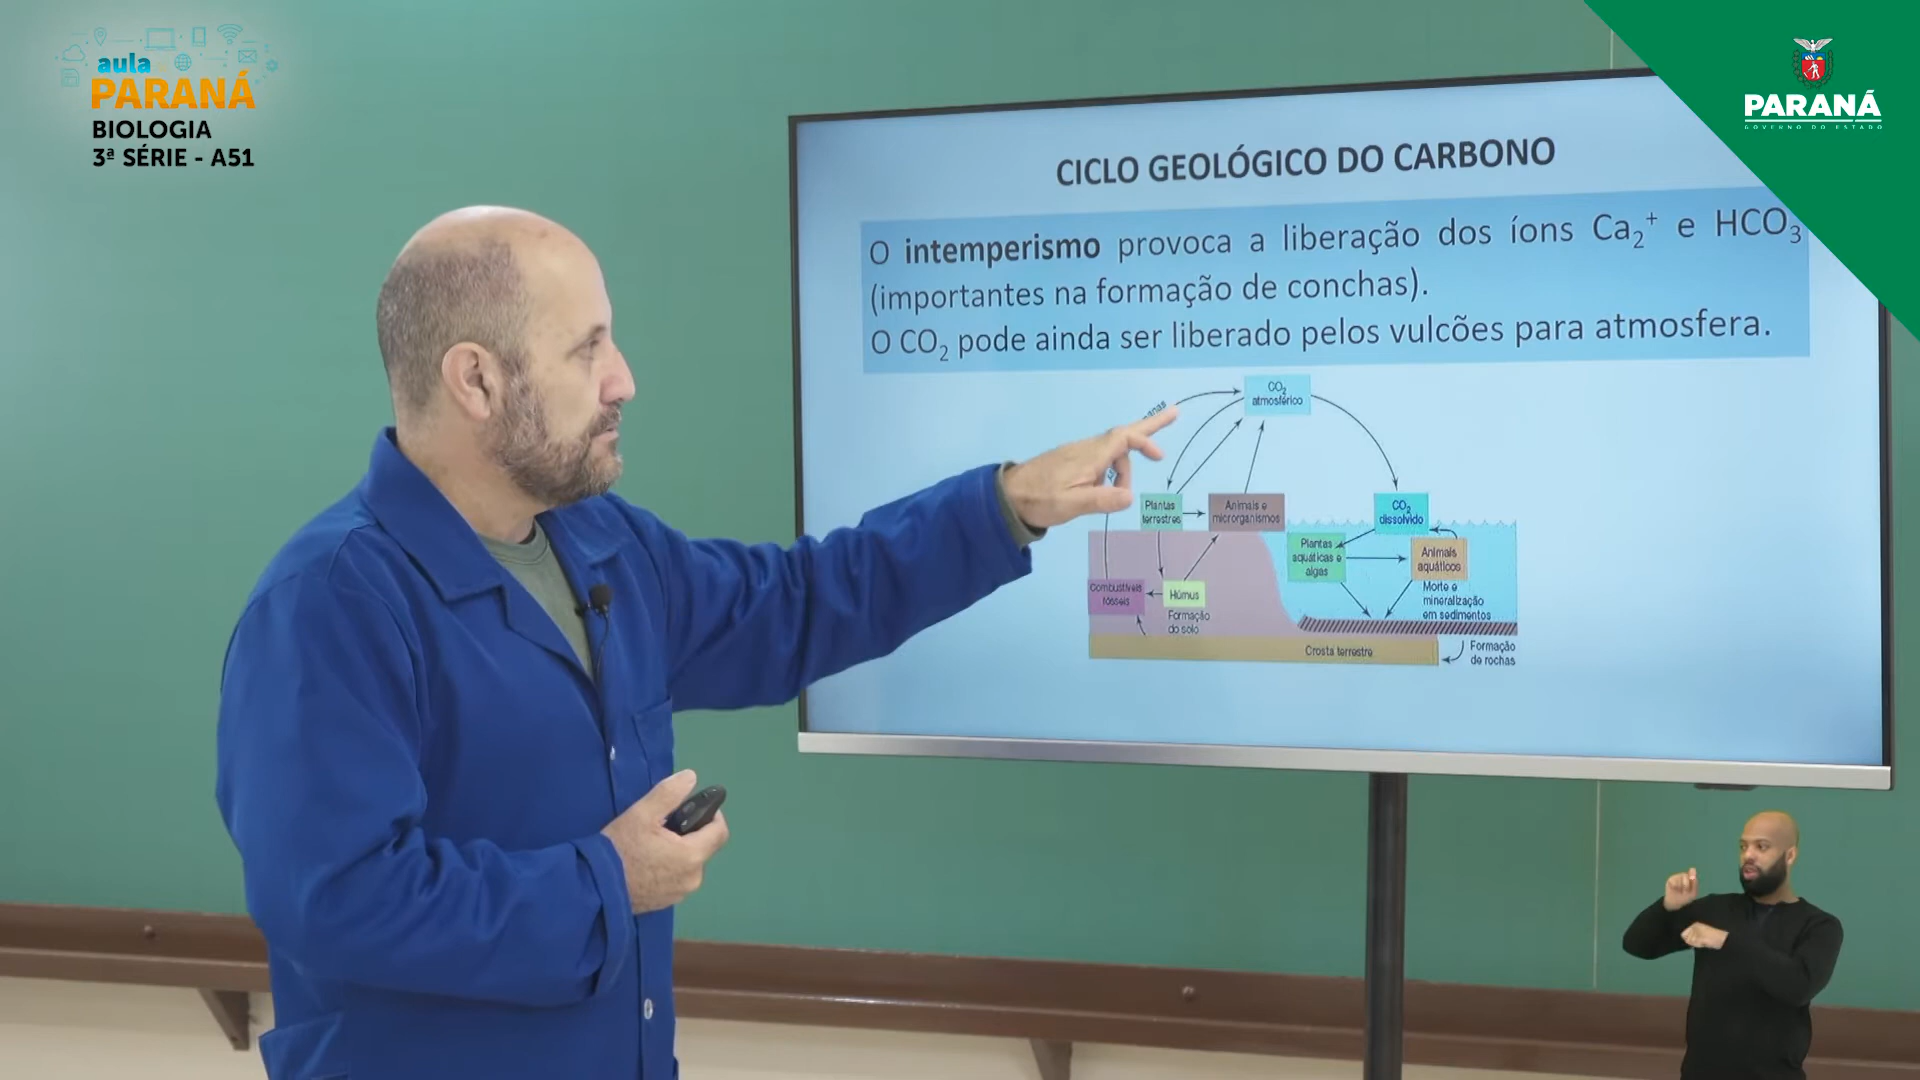 aula
PARANÁ
BIOLOGIA
3ª SÉRIE - A51
PARANÁ
GOVERNO DO ESTADO
CICLO GEOLÓGICO DO CARBONO
O intemperismo provoca a liberação dos íons Ca₂⁺ e HCO₃
(importantes na formação de conchas).
O CO₂ pode ainda ser liberado pelos vulcões para atmosfera.
CO₂
atmosférico
Plantas
terrestres
Animais e
microrganismos
CO₂
dissolvido
Plantas
aquáticas e
algas
Animais
aquáticos
Combustíveis
fósseis
Húmus
Formação
do solo
Morte e
mineralização
em sedimentos
Crosta terrestre
Formação
de rochas